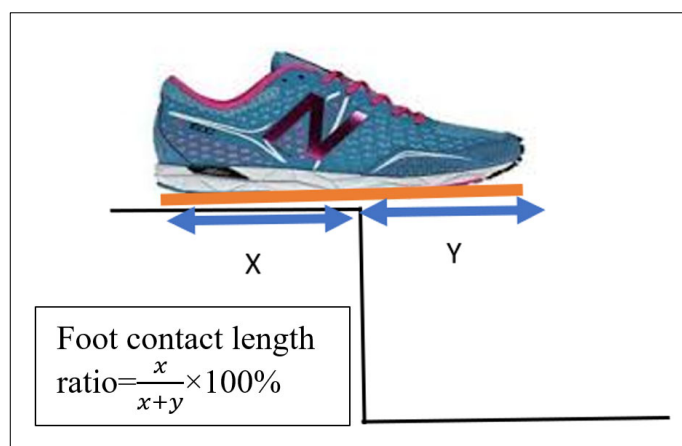 N
X
Y
Foot contact length
ratio=x/(x+y)×100%